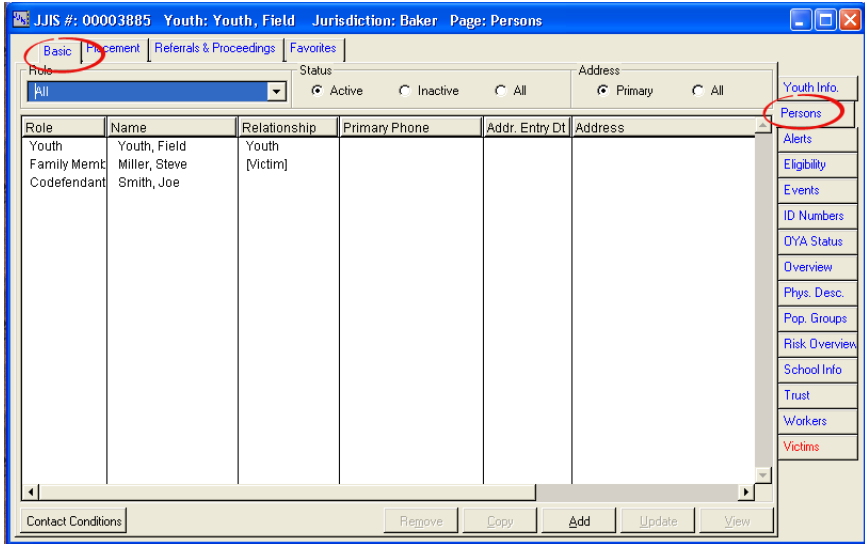 JJIS #: 00003885 Youth: Youth, Field Jurisdiction: Baker Page: Persons
Basic Placement Referrals & Proceedings Favorites
Role Status Address
All Active Inactive All Primary All
Role Name Relationship Primary Phone Addr. Entry Dt Address
Youth Youth, Field Youth
Family Memb Miller, Steve [Victim]
Codefendant Smith, Joe
Youth Info.
Persons
Alerts
Eligibility
Events
ID Numbers
OYA Status
Overview
Phys. Desc.
Pop. Groups
Risk Overview
School Info
Trust
Workers
Victims
Contact Conditions Remove Copy Add Update View